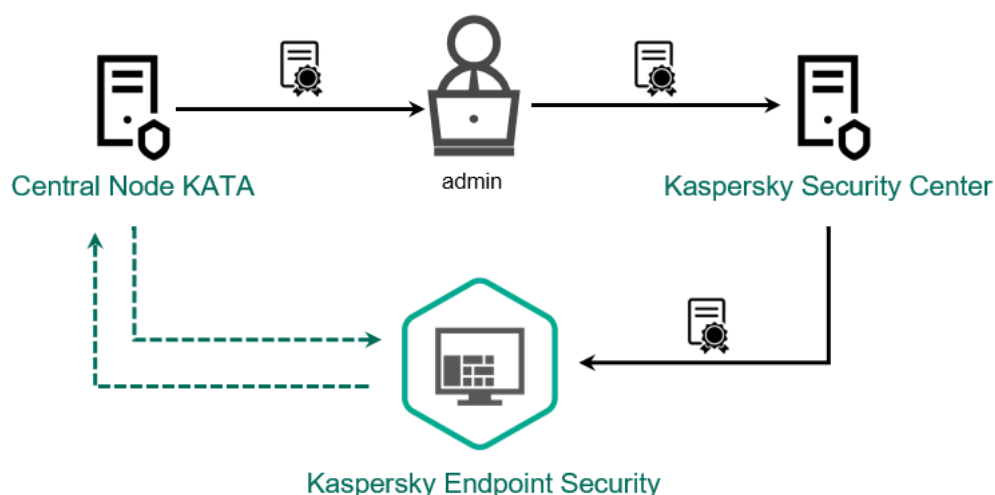 Central Node KATA
admin
Kaspersky Security Center
Kaspersky Endpoint Security